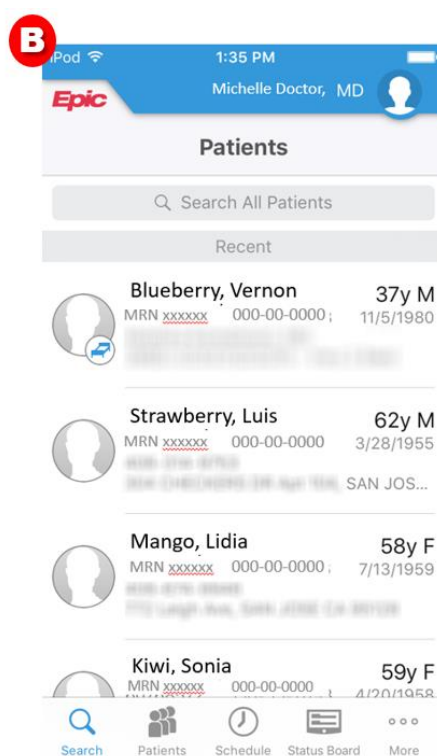 B
iPod 1:35 PM
Epic Michelle Doctor, MD
Patients
Search All Patients
Recent
Blueberry, Vernon 37y M
MRN xxxxxx 000-00-0000 ; 11/5/1980
Strawberry, Luis 62y M
MRN xxxxxx 000-00-0000 3/28/1955
SAN JOS...
Mango, Lidia 58y F
MRN xxxxxx 000-00-0000 ; 7/13/1959
Kiwi, Sonia 59y F
MRN xxxxxx 000-00-0000 4/20/1958
Search Patients Schedule Status Board More